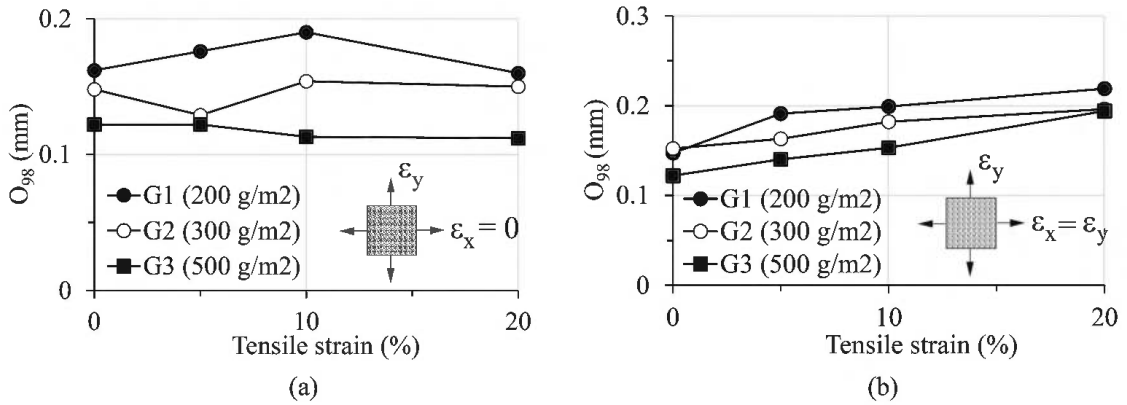 0.2
0.1
0
O98 (mm)
G1 (200 g/m2)
G2 (300 g/m2)
G3 (500 g/m2)
εy
εx = 0
0
10
20
Tensile strain (%)
(a)
0.3
0.2
0.1
0
O98 (mm)
G1 (200 g/m2)
G2 (300 g/m2)
G3 (500 g/m2)
εy
εx = εy
0
10
20
Tensile strain (%)
(b)